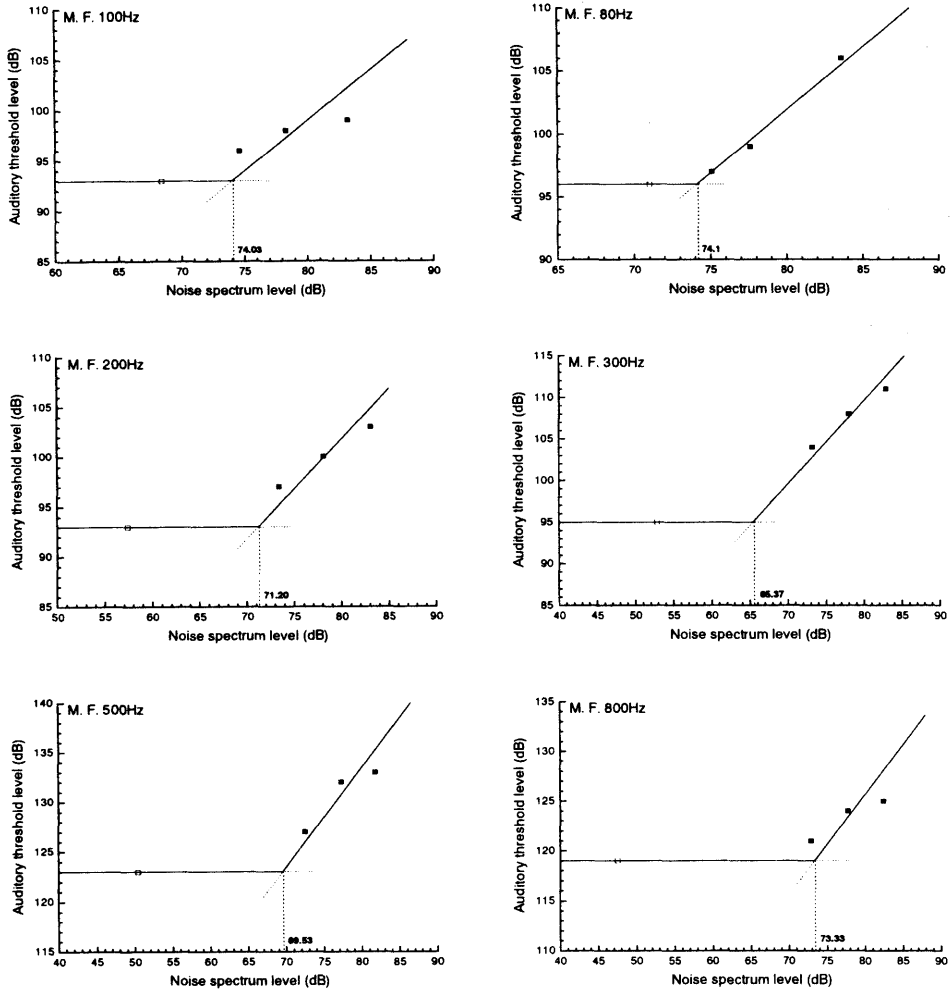 M. F. 100Hz
110
105
100
95
90
85
Auditory threshold level (dB)
74.03
60 65 70 75 80 85 90
Noise spectrum level (dB)
M. F. 80Hz
110
105
100
95
90
Auditory threshold level (dB)
74.1
65 70 75 80 85 90
Noise spectrum level (dB)
M. F. 200Hz
110
105
100
95
90
85
Auditory threshold level (dB)
71.20
50 55 60 65 70 75 80 85 90
Noise spectrum level (dB)
M. F. 300Hz
115
110
105
100
95
90
85
Auditory threshold level (dB)
65.37
40 45 50 55 60 65 70 75 80 85 90
Noise spectrum level (dB)
M. F. 500Hz
140
135
130
125
120
115
Auditory threshold level (dB)
69.53
40 45 50 55 60 65 70 75 80 85 90
Noise spectrum level (dB)
M. F. 800Hz
135
130
125
120
115
110
Auditory threshold level (dB)
73.33
40 45 50 55 60 65 70 75 80 85 90
Noise spectrum level (dB)